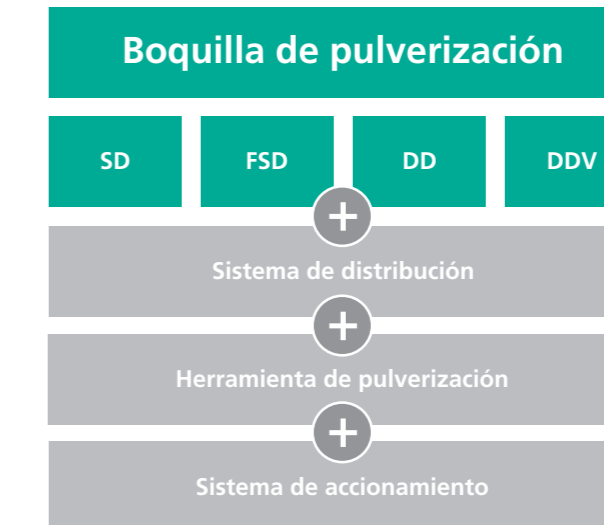 Boquilla de pulverización
SD FSD DD DDV
+
Sistema de distribución
+
Herramienta de pulverización
+
Sistema de accionamiento